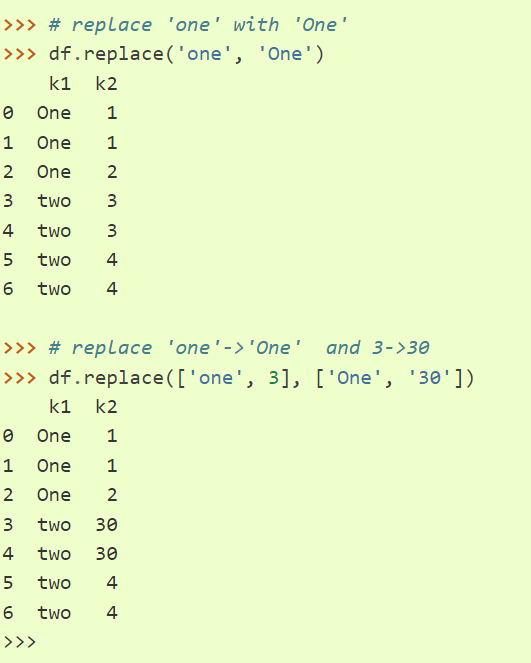 >>> # replace 'one' with 'One'
>>> df.replace('one', 'One')
    k1  k2
0  One   1
1  One   1
2  One   2
3  two   3
4  two   3
5  two   4
6  two   4
>>> # replace 'one'->'One'  and 3->30
>>> df.replace(['one', 3], ['One', '30'])
    k1  k2
0  One   1
1  One   1
2  One   2
3  two  30
4  two  30
5  two   4
6  two   4
>>>